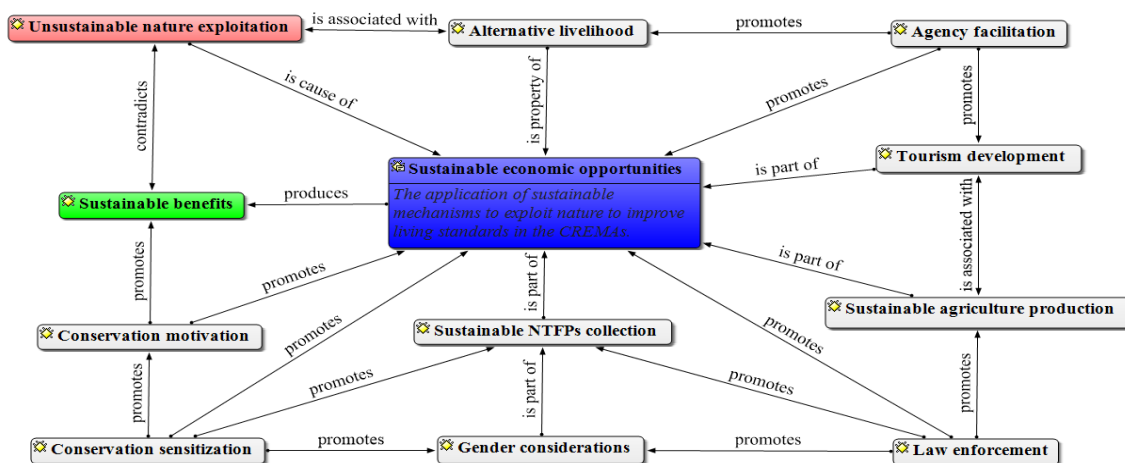 Unsustainable nature exploitation
is associated with
Alternative livelihood
promotes
Agency facilitation
is cause of
is property of
promotes
promotes
contradicts
Sustainable economic opportunities
The application of sustainable
mechanisms to exploit nature to improve
living standards in the CREMAs.
is part of
Tourism development
Sustainable benefits
produces
is associated with
promotes
promotes
is part of
is part of
Sustainable agriculture production
Conservation motivation
Sustainable NTFPs collection
promotes
promotes
promotes
promotes
is part of
promotes
promotes
promotes
Conservation sensitization
promotes
Gender considerations
promotes
Law enforcement